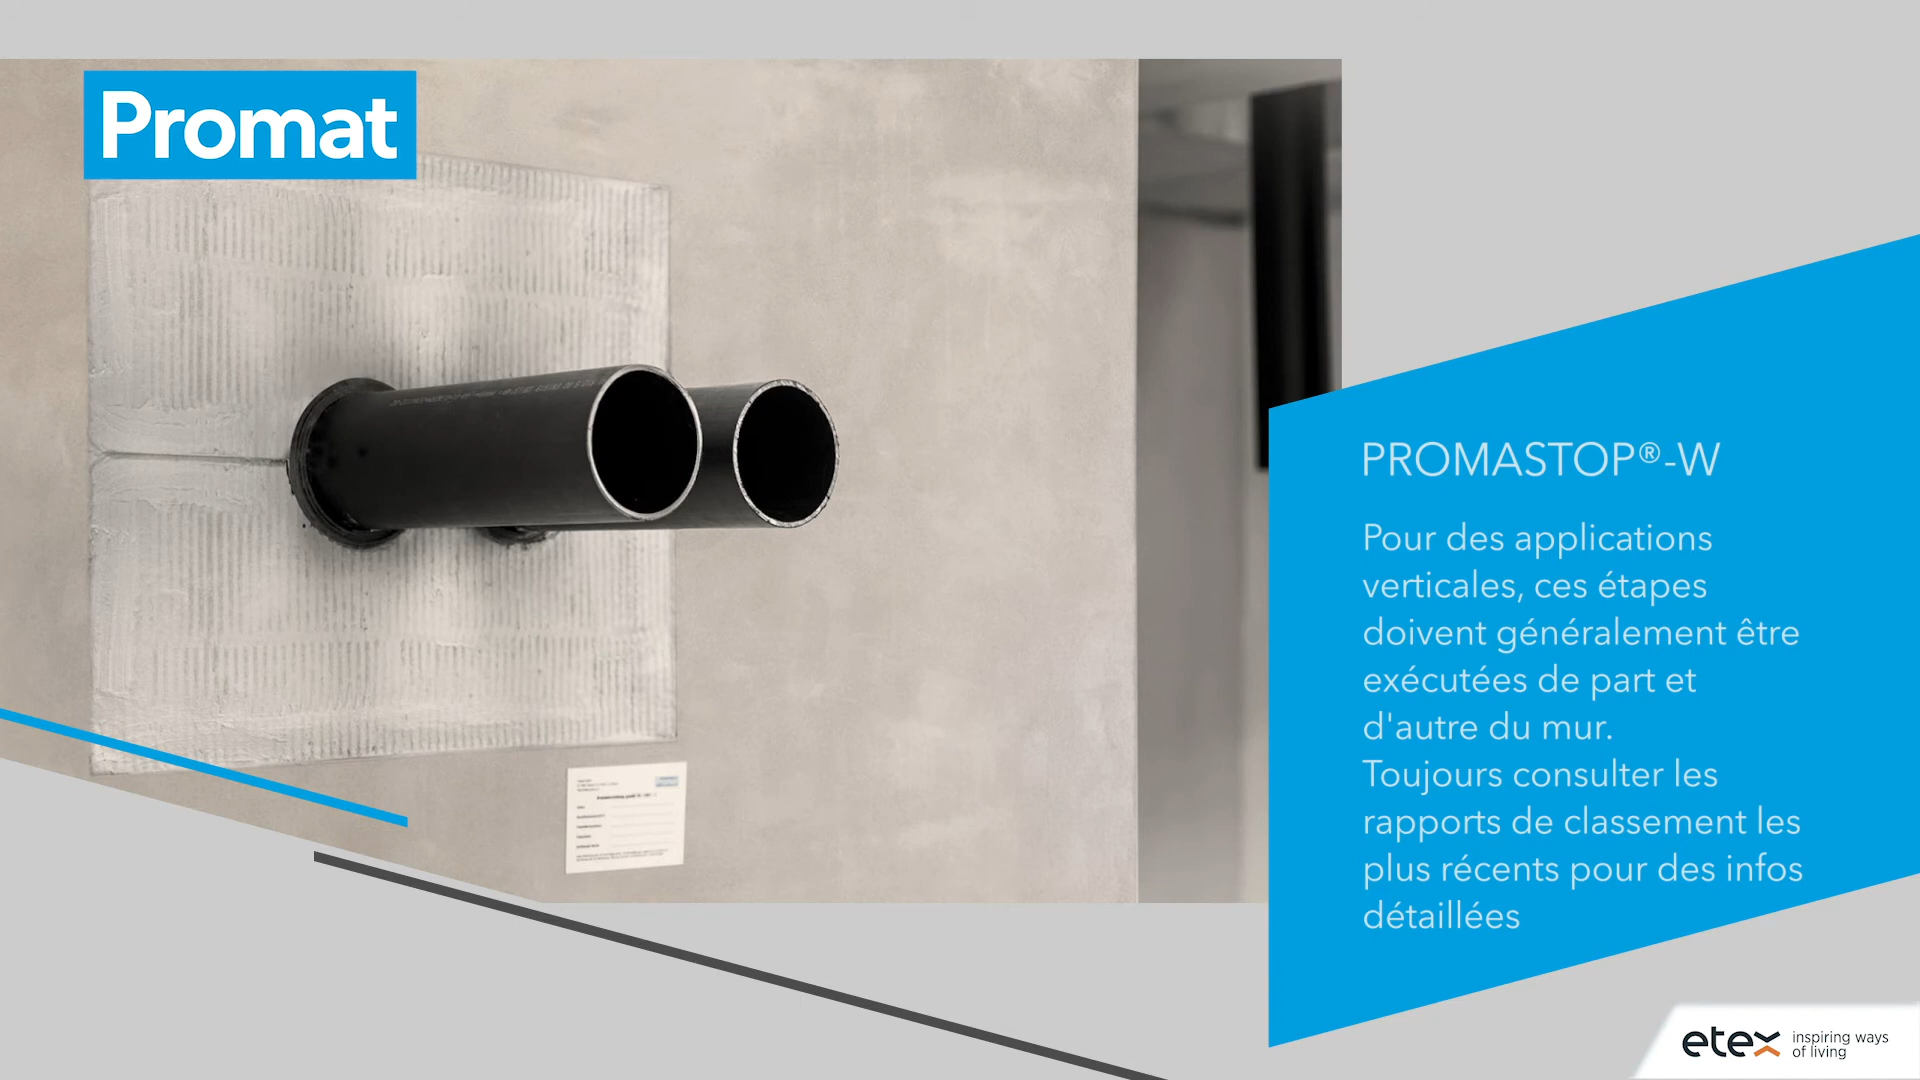 Promat
PROMASTOP®-W
Pour des applications
verticales, ces étapes
doivent généralement être
exécutées de part et
d'autre du mur.
Toujours consulter les
rapports de classement les
plus récents pour des infos
détaillées
etex
inspiring ways
of living